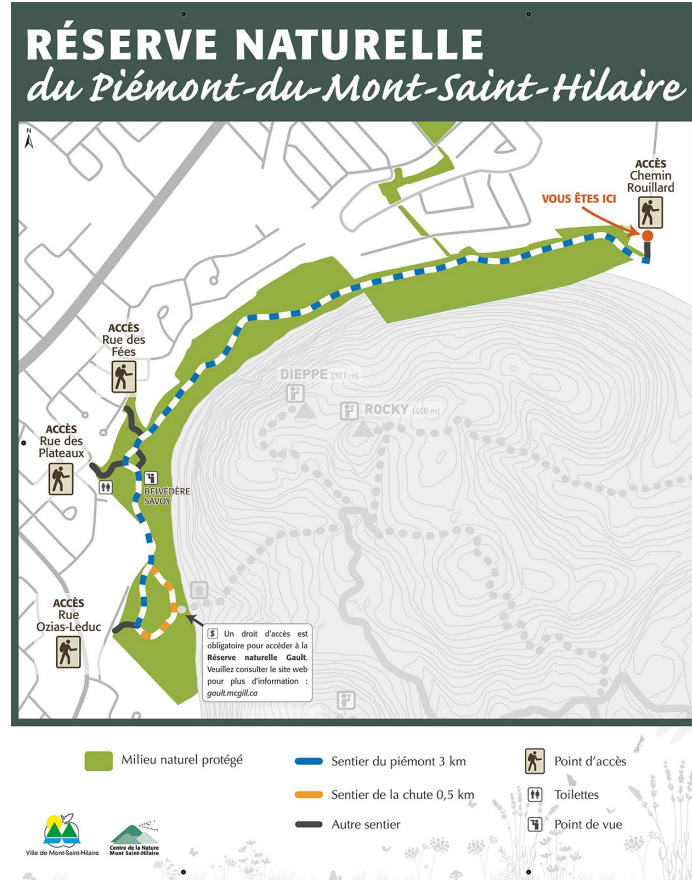 RÉSERVE NATURELLE
du Piémont-du-Mont-Saint-Hilaire
N
ACCÈS
Chemin
Rouillard
VOUS ÊTES ICI
ACCÈS
Rue des
Fées
DIEPPE (371 m)
ROCKY (400 m)
ACCÈS
Rue des
Plateaux
BELVÉDÈRE
SAVOY
ACCÈS
Rue
Ozias-Leduc
$ Un droit d'accès est
obligatoire pour accéder à la
Réserve naturelle Gault.
Veuillez consulter le site web
pour plus d'information :
gault.mcgill.ca
Milieu naturel protégé
Sentier du piémont 3 km
Point d'accès
Sentier de la chute 0,5 km
Toilettes
Autre sentier
Point de vue
Ville de Mont-Saint-Hilaire
Centre de la Nature
Mont Saint-Hilaire